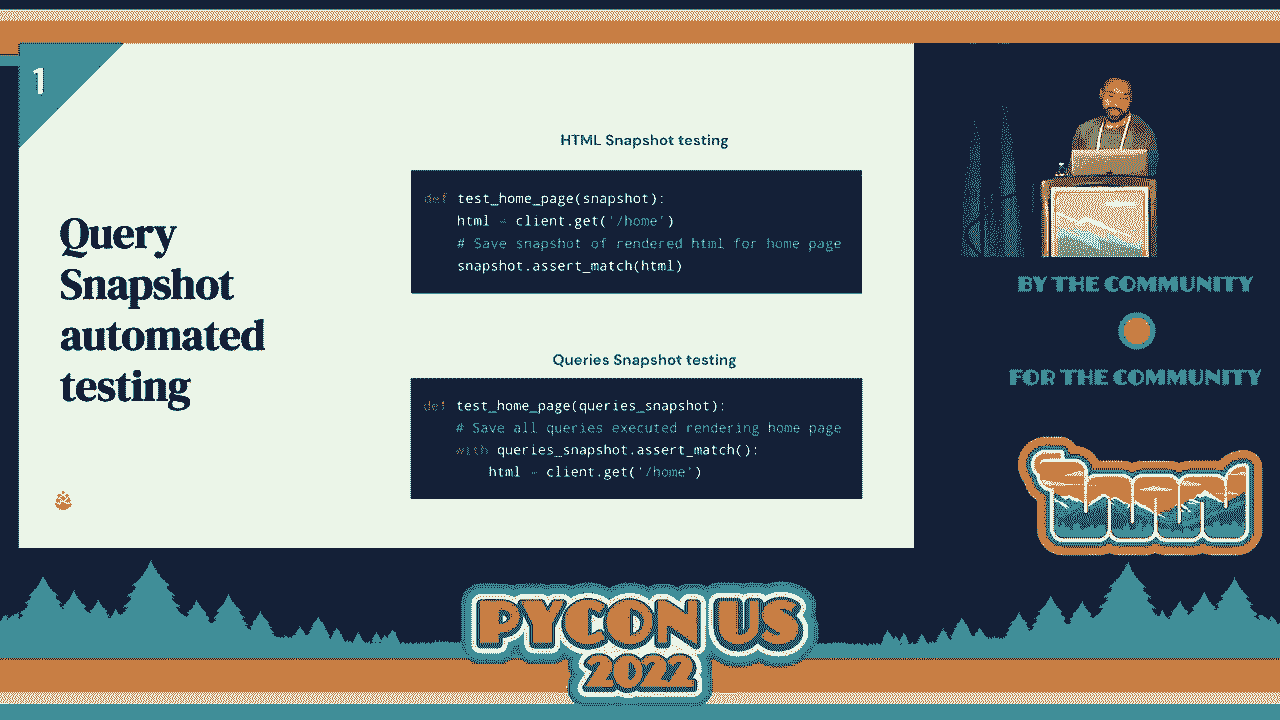 1
Query
Snapshot
automated
testing
HTML Snapshot testing
def test_home_page(snapshot):
html = client.get('/home')
# Save snapshot of rendered html for home page
snapshot.assert_match(html)
Queries Snapshot testing
def test_home_page(queries_snapshot):
# Save all queries executed rendering home page
with queries_snapshot.assert_match():
html = client.get('/home')
BY THE COMMUNITY
FOR THE COMMUNITY
PYCON US
2022